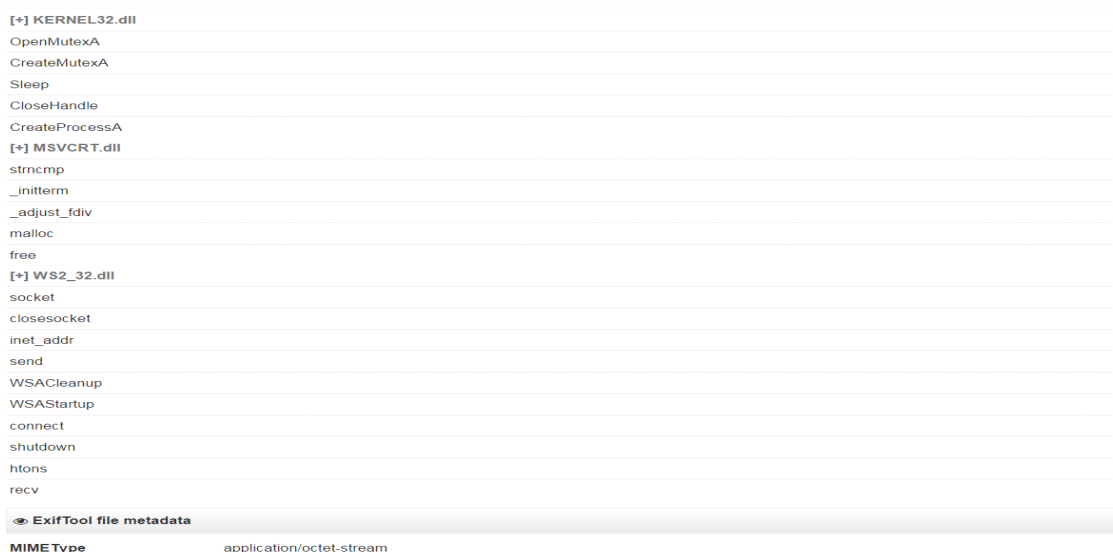 [+] KERNEL32.dll
OpenMutexA
CreateMutexA
Sleep
CloseHandle
CreateProcessA
[+] MSVCRT.dll
strncmp
_initterm
_adjust_fdiv
malloc
free
[+] WS2_32.dll
socket
closesocket
inet_addr
send
WSACleanup
WSAStartup
connect
shutdown
htons
recv
ExifTool file metadata
MIMEType application/octet-stream